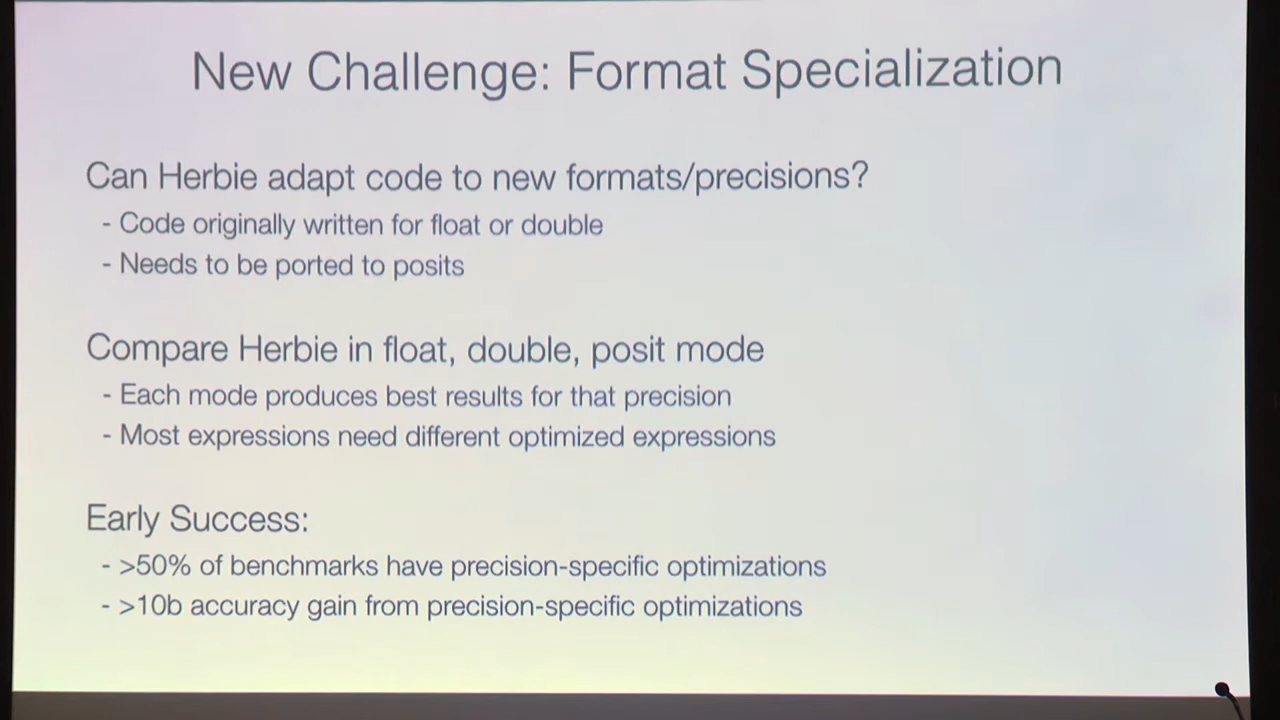 New Challenge: Format Specialization
Can Herbie adapt code to new formats/precisions?
- Code originally written for float or double
- Needs to be ported to posits
Compare Herbie in float, double, posit mode
- Each mode produces best results for that precision
- Most expressions need different optimized expressions
Early Success:
- >50% of benchmarks have precision-specific optimizations
- >10b accuracy gain from precision-specific optimizations